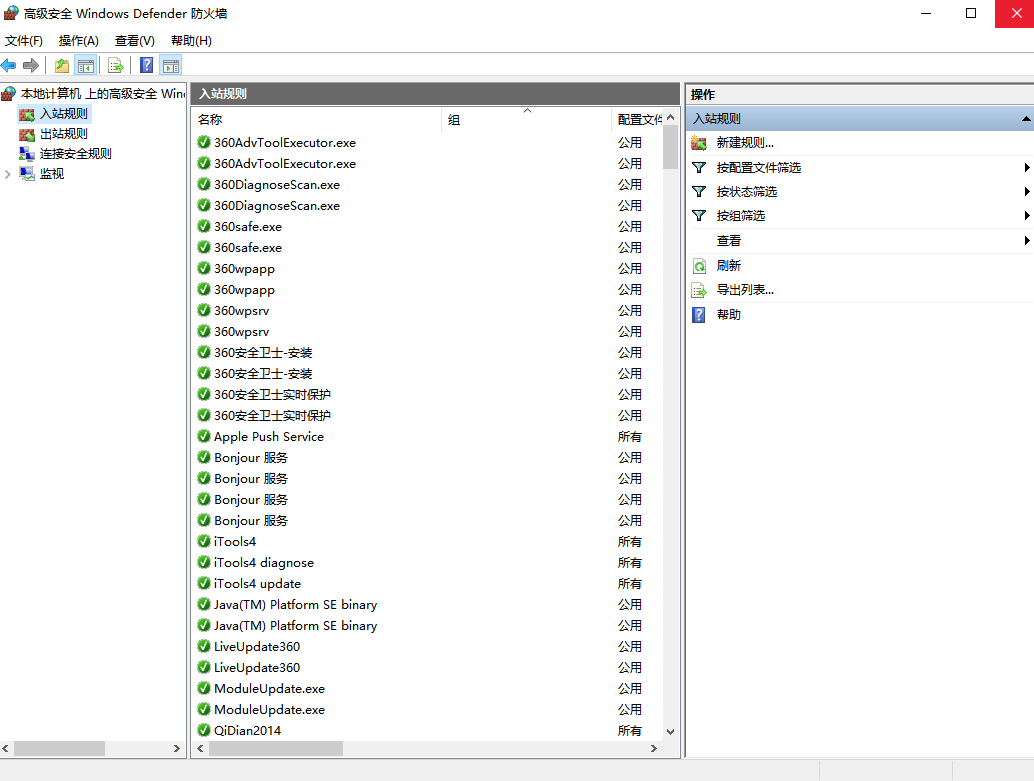 高级安全 Windows Defender 防火墙
文件(F) 操作(A) 查看(V) 帮助(H)
本地计算机 上的高级安全 Win
入站规则
出站规则
连接安全规则
监视
入站规则
名称 组 配置文件
360AdvToolExecutor.exe 公用
360AdvToolExecutor.exe 公用
360DiagnoseScan.exe 公用
360DiagnoseScan.exe 公用
360safe.exe 公用
360safe.exe 公用
360wpapp 公用
360wpapp 公用
360wpsrv 公用
360wpsrv 公用
360安全卫士-安装 公用
360安全卫士-安装 公用
360安全卫士实时保护 公用
360安全卫士实时保护 公用
Apple Push Service 所有
Bonjour 服务 公用
Bonjour 服务 公用
Bonjour 服务 公用
Bonjour 服务 公用
iTools4 所有
iTools4 diagnose 所有
iTools4 update 所有
Java(TM) Platform SE binary 公用
Java(TM) Platform SE binary 公用
LiveUpdate360 公用
LiveUpdate360 公用
ModuleUpdate.exe 公用
ModuleUpdate.exe 公用
QiDian2014 所有
操作
入站规则
新建规则...
按配置文件筛选
按状态筛选
按组筛选
查看
刷新
导出列表...
帮助